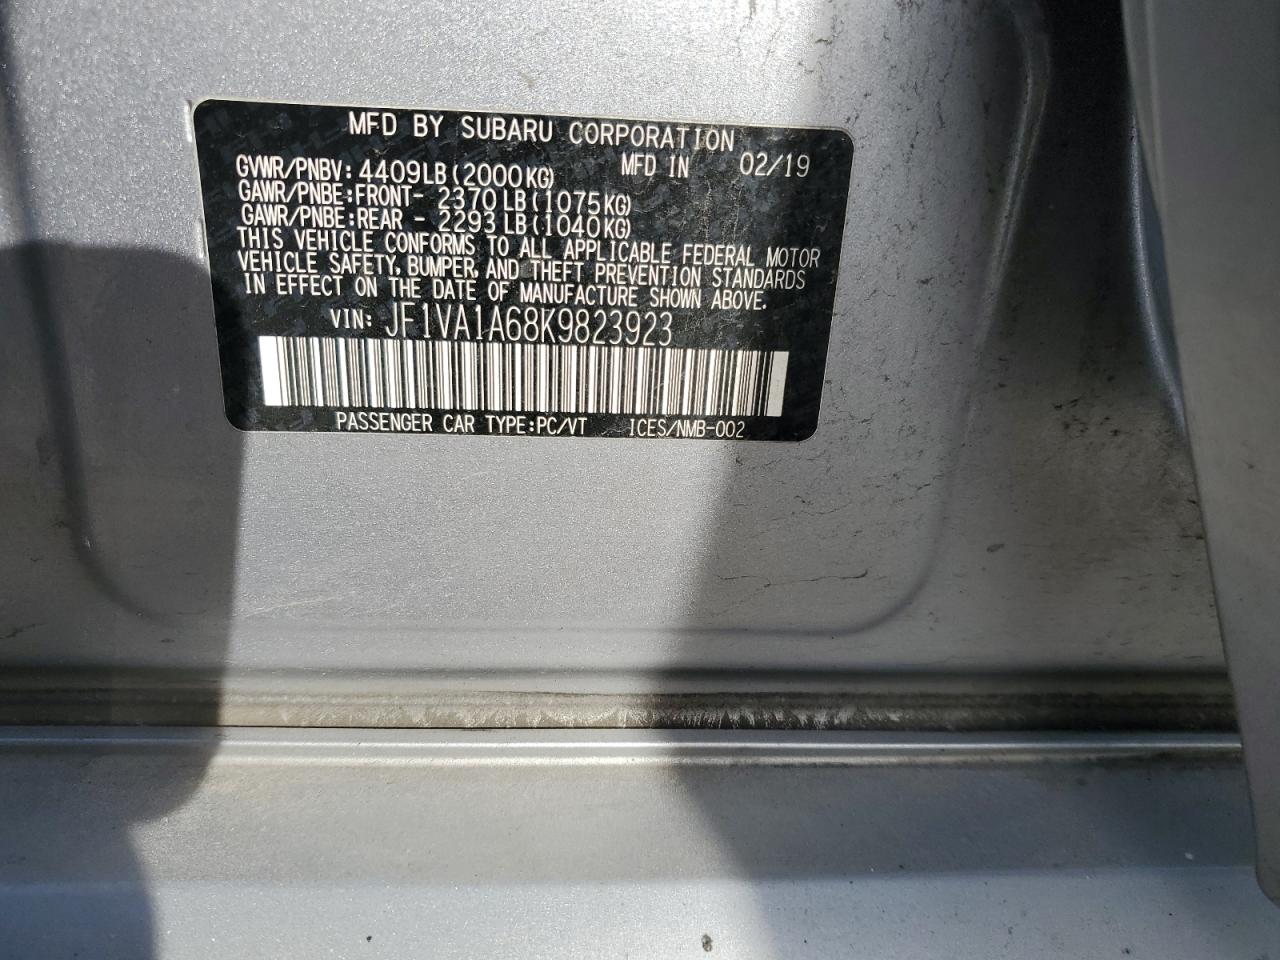 MFD BY SUBARU CORPORATION
GVWR/PNBV: 4409LB(2000KG) MFD IN 02/19
GAWR/PNBE:FRONT- 2370LB(1075KG)
GAWR/PNBE:REAR - 2293LB(1040KG)
THIS VEHICLE CONFORMS TO ALL APPLICABLE FEDERAL MOTOR
VEHICLE SAFETY, BUMPER, AND THEFT PREVENTION STANDARDS
IN EFFECT ON THE DATE OF MANUFACTURE SHOWN ABOVE.
VIN: JF1VA1A68K9823923
PASSENGER CAR TYPE:PC/VT ICES/NMB-002